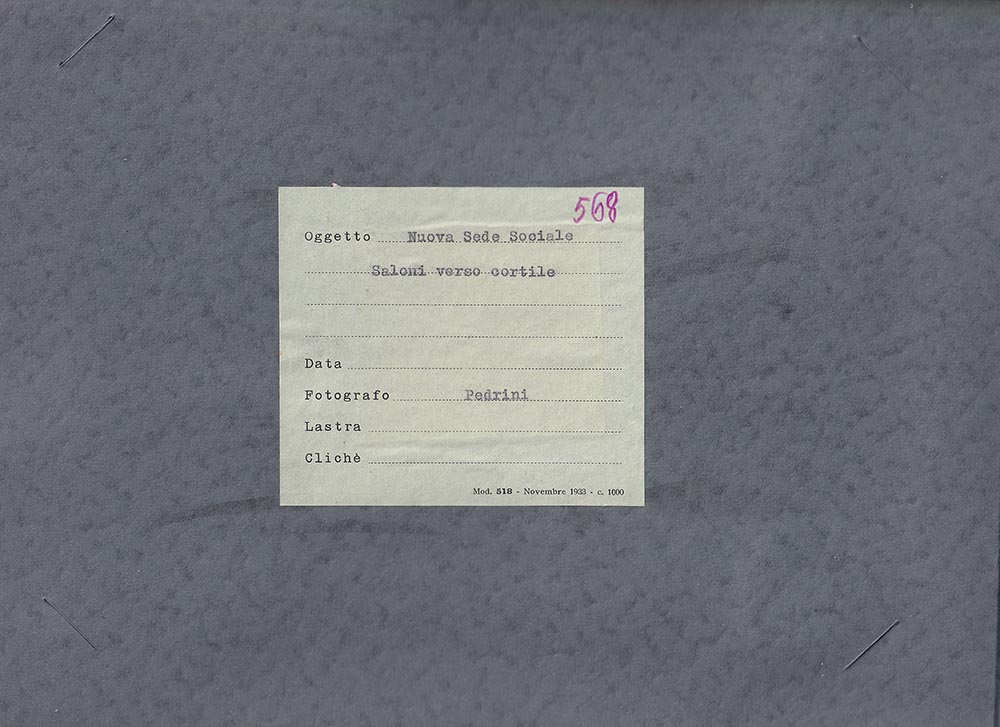 568
Oggetto Nuova Sede Sociale
Saloni verso cortile
Data
Fotografo Pedrini
Lastra
Clichè
Mod. 518 - Novembre 1933 - c. 1000